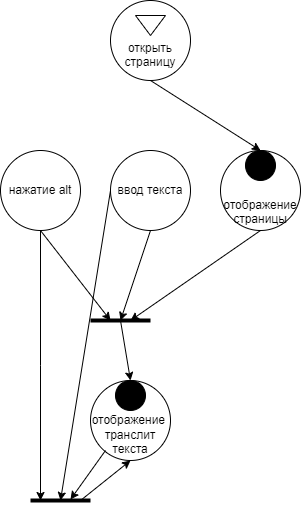 открыть
страницу
нажатие alt
ввод текста
отображение
страницы
отображение
транслит
текста